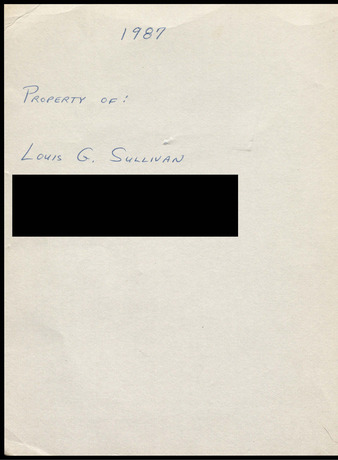 1987
PROPERTY OF:
LOUIS G. SULLIVAN